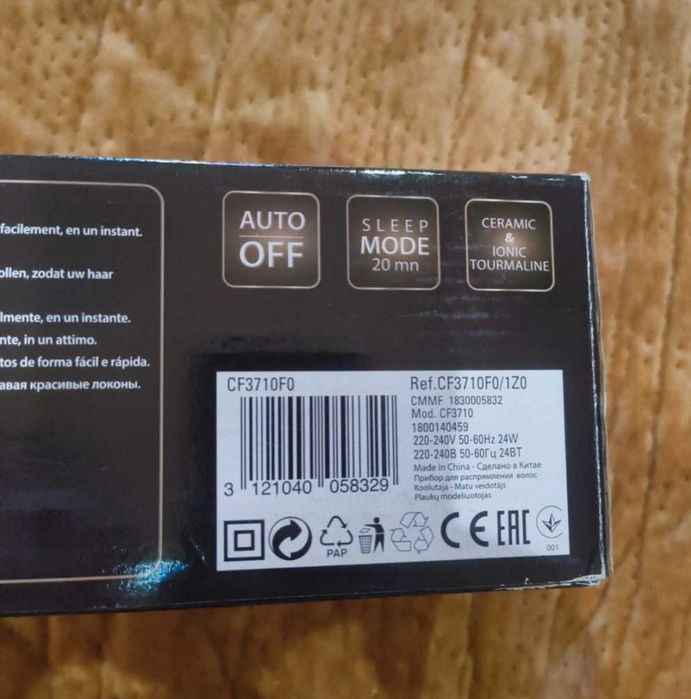 facilement, en un instant.
ollen, zodat uw haar
lmente, en un instante.
nte, in un attimo.
tos de forma fácil e rápida.
авая красивые локоны.
AUTO
OFF
SLEEP
MODE
20 mn
CERAMIC
&
IONIC
TOURMALINE
CF3710F0
3 121040 058329
Ref.CF3710F0/1Z0
CMMF 1830005832
Mod. CF3710
1800140459
220-240V 50-60Hz 24W
220-240В 50-60Гц 24ВТ
Made in China - Сделано в Китае
Прибор для распрямления волос
Koolutaja - Matu veidotājs
Plaukų modeliuotojas
PAP
CE EAC
001